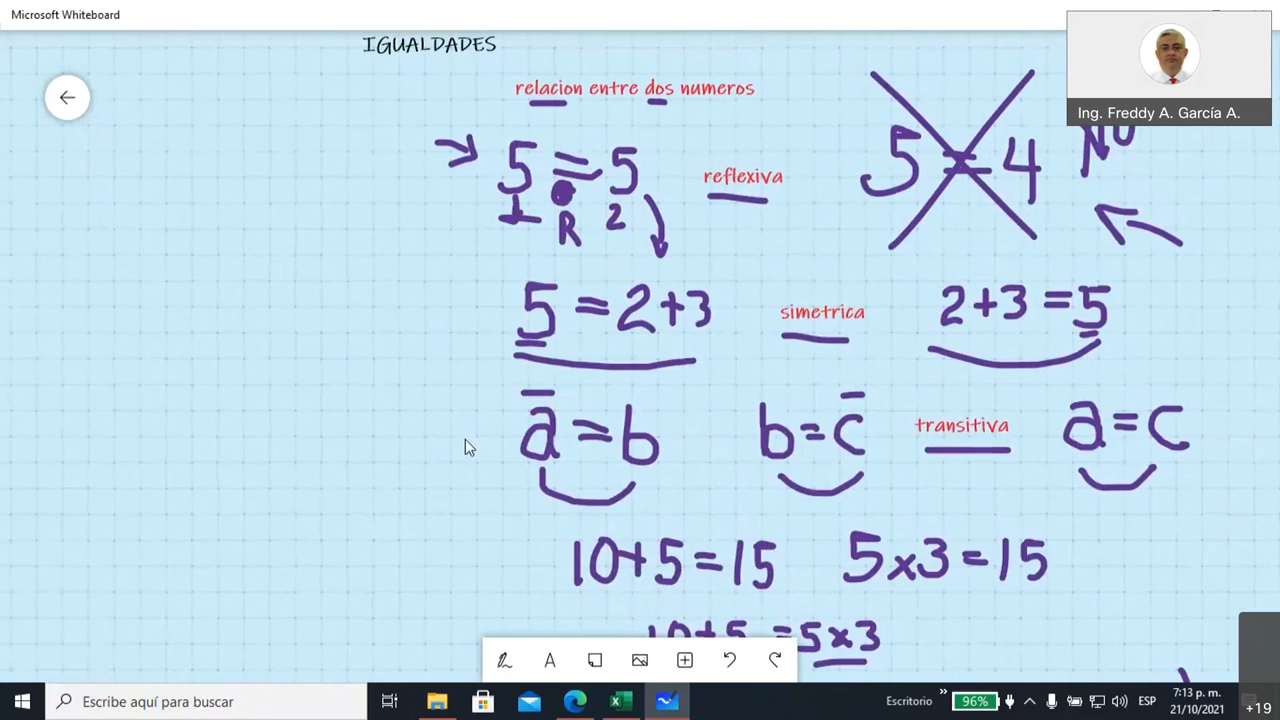 Microsoft Whiteboard
IGUALDADES
relacion entre dos numeros
5 = 5 reflexiva 5 = 4 NO
1 R 2
Ing. Freddy A. García A.
5 = 2+3 simetrica 2+3 = 5
a = b b = c transitiva a = c
10+5 = 15 5x3 = 15
10+5 = 5x3
A
Escribe aquí para buscar
Escritorio
96%
ESP
7:13 p. m.
21/10/2021
+19